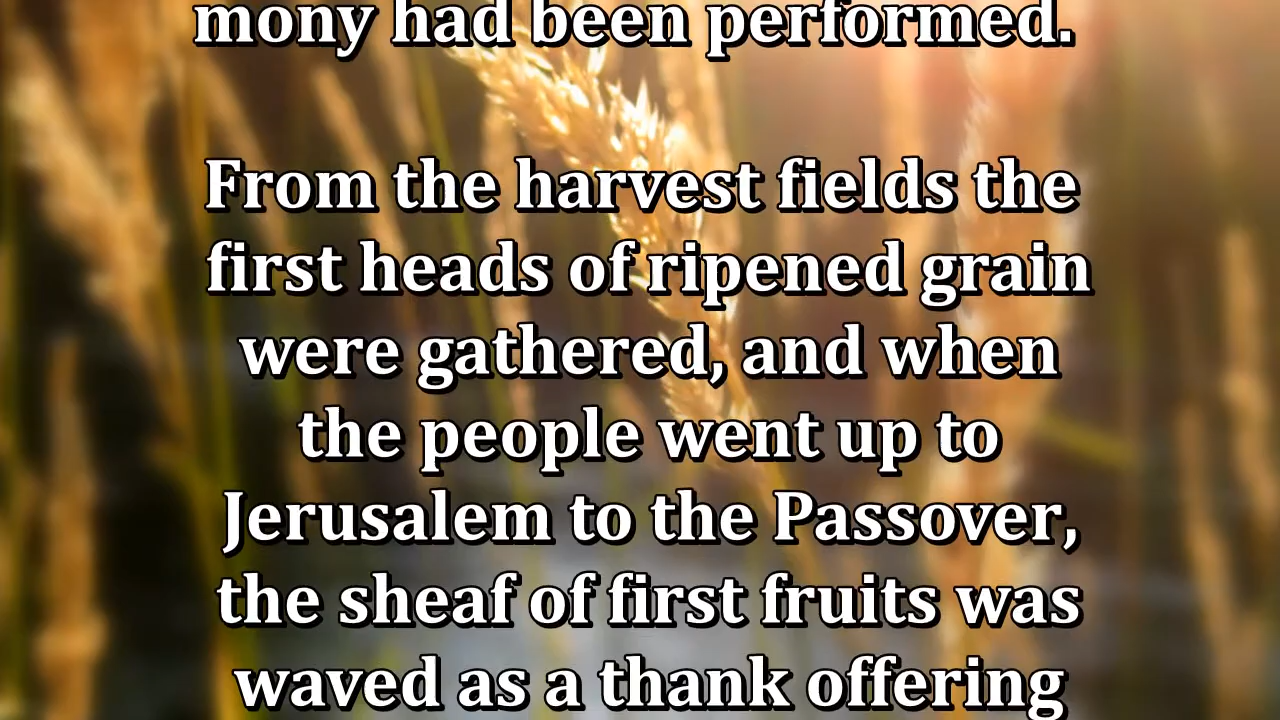 mony had been performed.
From the harvest fields the
first heads of ripened grain
were gathered, and when
the people went up to
Jerusalem to the Passover,
the sheaf of first fruits was
waved as a thank offering